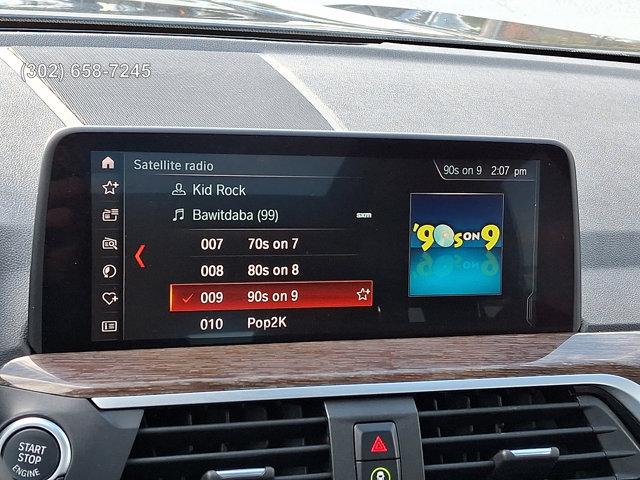 (302) 658-7245
Satellite radio
90s on 9 2:07 pm
Kid Rock
Bawitdaba (99)
sxm
007 70s on 7
008 80s on 8
009 90s on 9
010 Pop2K
'90s ON 9
START
STOP
ENGINE